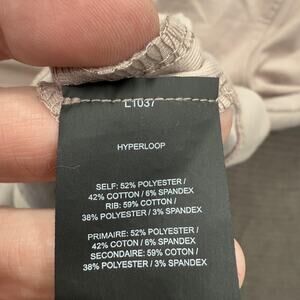 L1037
HYPERLOOP
SELF: 52% POLYESTER /
42% COTTON / 6% SPANDEX
RIB: 59% COTTON /
38% POLYESTER / 3% SPANDEX
PRIMAIRE: 52% POLYESTER /
42% COTON / 6% SPANDEX
SECONDAIRE: 59% COTON /
38% POLYESTER / 3% SPANDEX